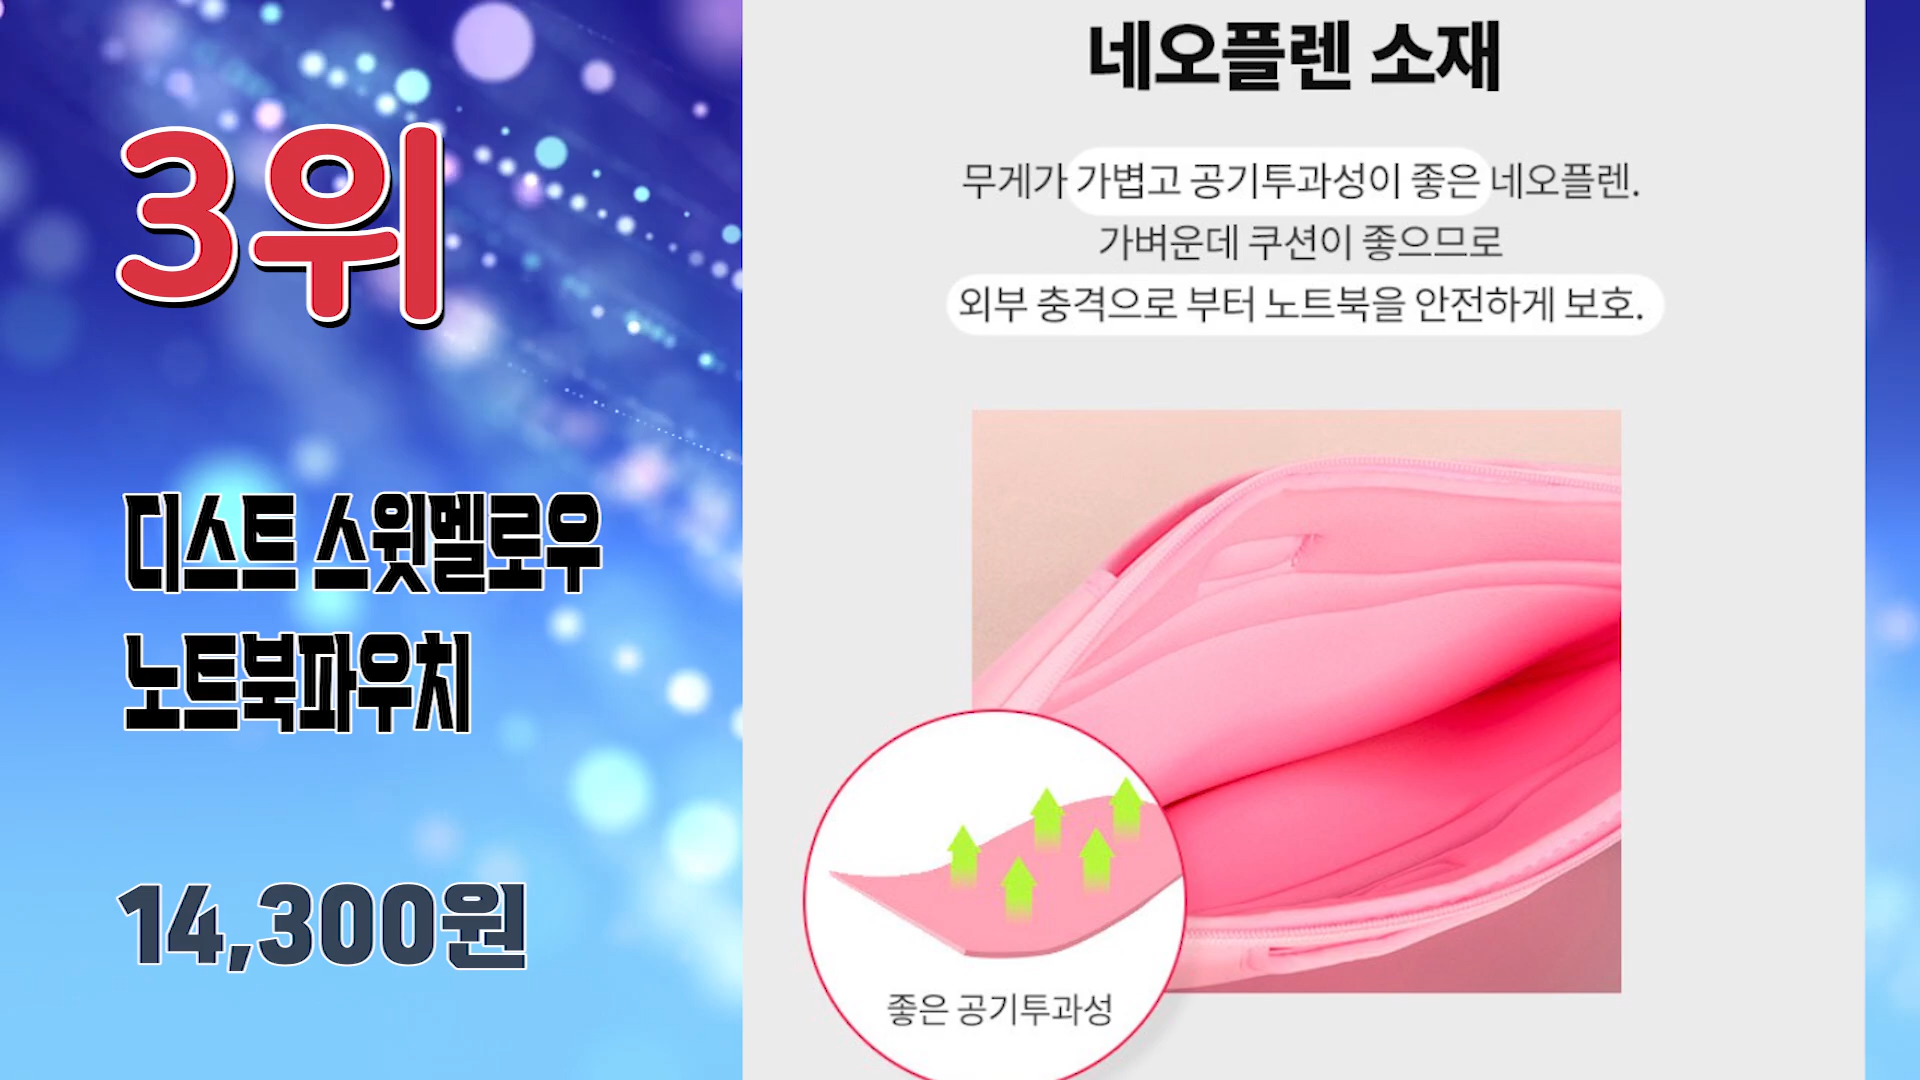 3위
디스트 스윗멜로우
노트북파우치
14,300원
네오플렌 소재
무게가 가볍고 공기투과성이 좋은 네오플렌.
가벼운데 쿠션이 좋으므로
외부 충격으로 부터 노트북을 안전하게 보호.
좋은 공기투과성